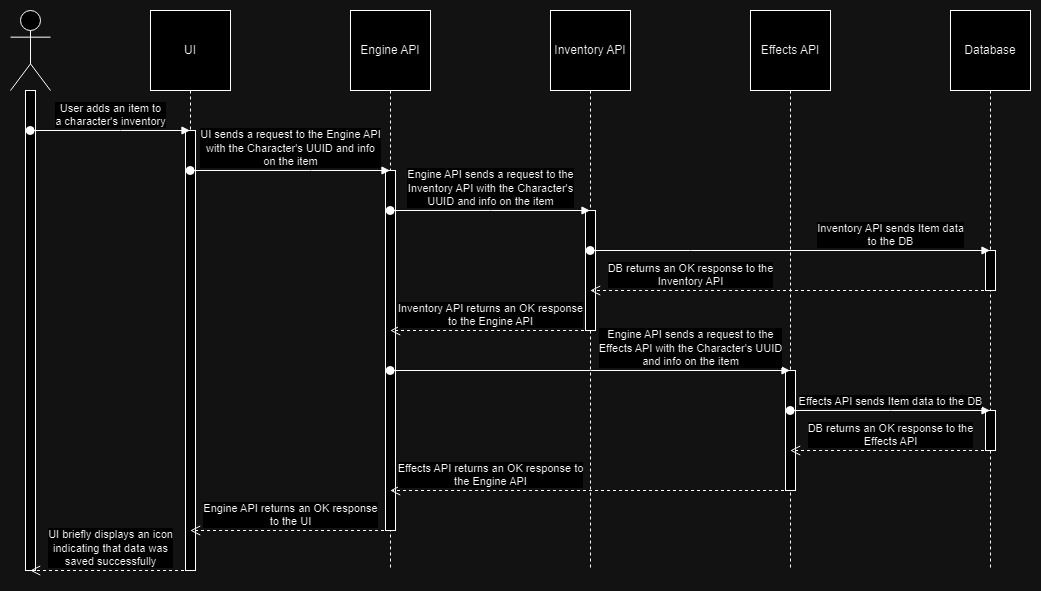 UI
Engine API
Inventory API
Effects API
Database
User adds an item to
a character's inventory
UI sends a request to the Engine API
with the Character's UUID and info
on the item
Engine API sends a request to the
Inventory API with the Character's
UUID and info on the item
Inventory API sends Item data
to the DB
DB returns an OK response to the
Inventory API
Inventory API returns an OK response
to the Engine API
Engine API sends a request to the
Effects API with the Character's UUID
and info on the item
Effects API sends Item data to the DB
DB returns an OK response to the
Effects API
Effects API returns an OK response to
the Engine API
Engine API returns an OK response
to the UI
UI briefly displays an icon
indicating that data was
saved successfully